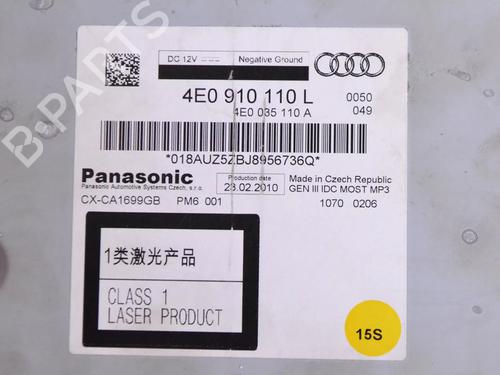 DC 12V Negative Ground
4E0 910 110 L 0050
4E0 035 110 A 049
*018AUZ5ZBJ8956736Q*
Panasonic
Panasonic Automotive Systems Czech, s.r.o.
Production date
23.02.2010
Made in Czech Republic
GEN III IDC MOST MP3
CX-CA1699GB PM6 001
1070 0206
1类激光产品
CLASS 1
LASER PRODUCT
15S
B-PARTS